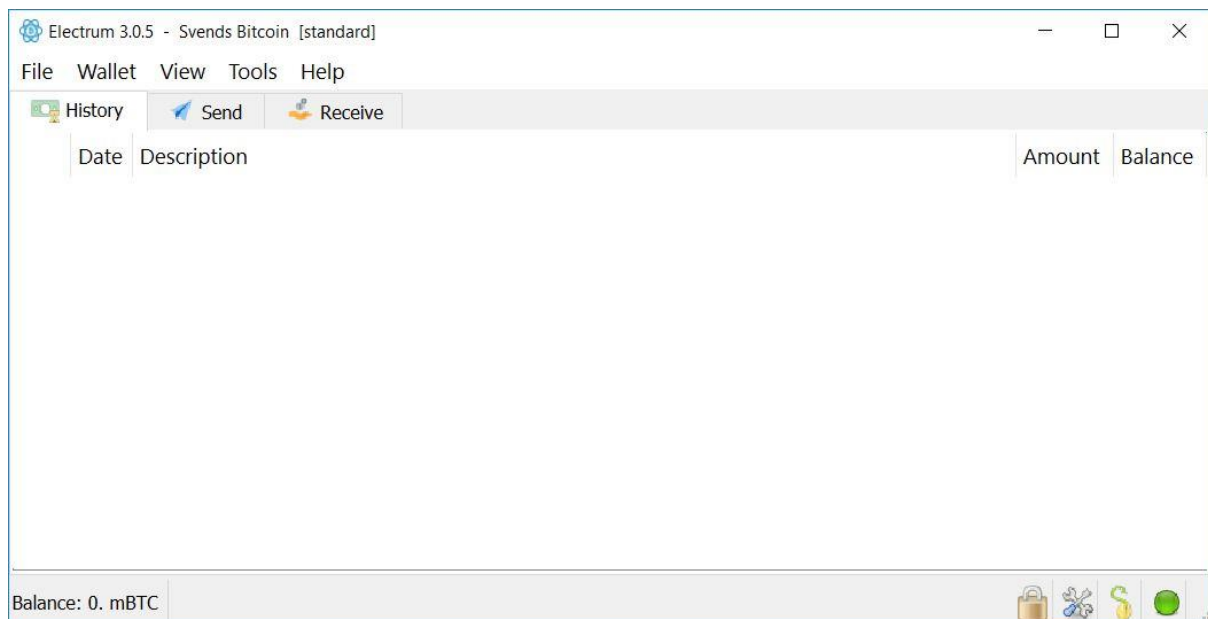 Electrum 3.0.5 - Svends Bitcoin [standard]
File Wallet View Tools Help
History Send Receive
Date Description Amount Balance
Balance: 0. mBTC